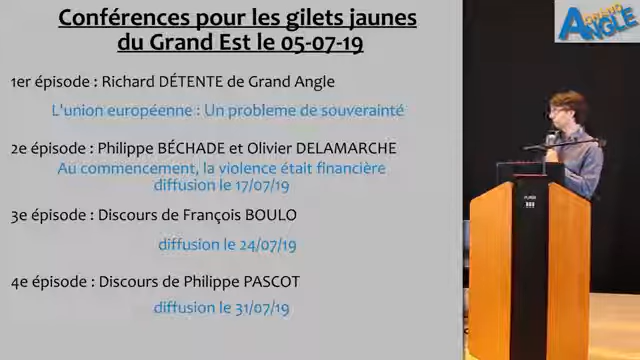 Conférences pour les gilets jaunes
du Grand Est le 05-07-19
1er épisode : Richard DÉTENTE de Grand Angle
L'union européenne : Un probleme de souverainté
2e épisode : Philippe BÉCHADE et Olivier DELAMARCHE
Au commencement, la violence était financière
diffusion le 17/07/19
3e épisode : Discours de François BOULO
diffusion le 24/07/19
4e épisode : Discours de Philippe PASCOT
diffusion le 31/07/19
GRAND
ANGLE